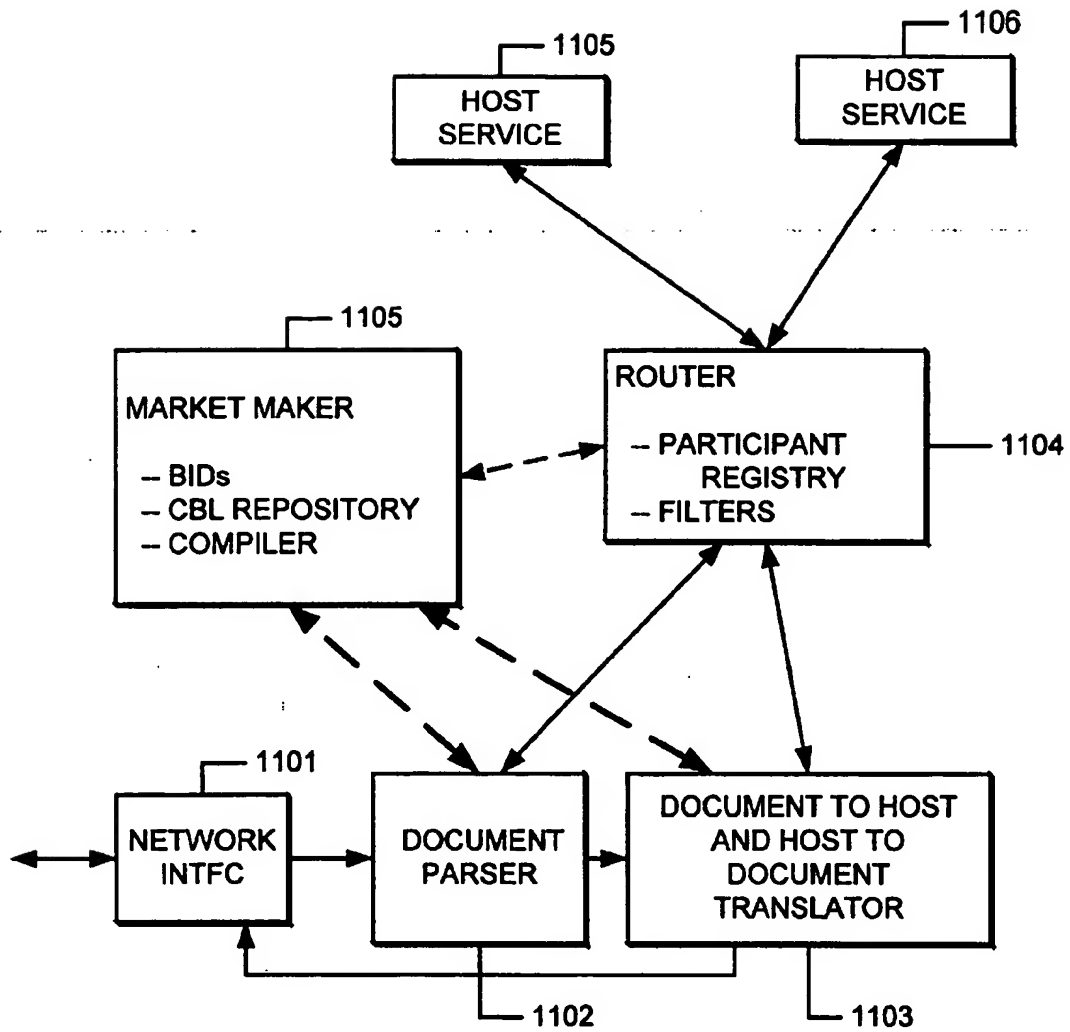 1105
HOST
SERVICE
1106
HOST
SERVICE
1105
MARKET MAKER
– BIDs
– CBL REPOSITORY
– COMPILER
ROUTER
– PARTICIPANT
REGISTRY
– FILTERS
1104
1101
NETWORK
INTFC
DOCUMENT
PARSER
1102
DOCUMENT TO HOST
AND HOST TO
DOCUMENT
TRANSLATOR
1103